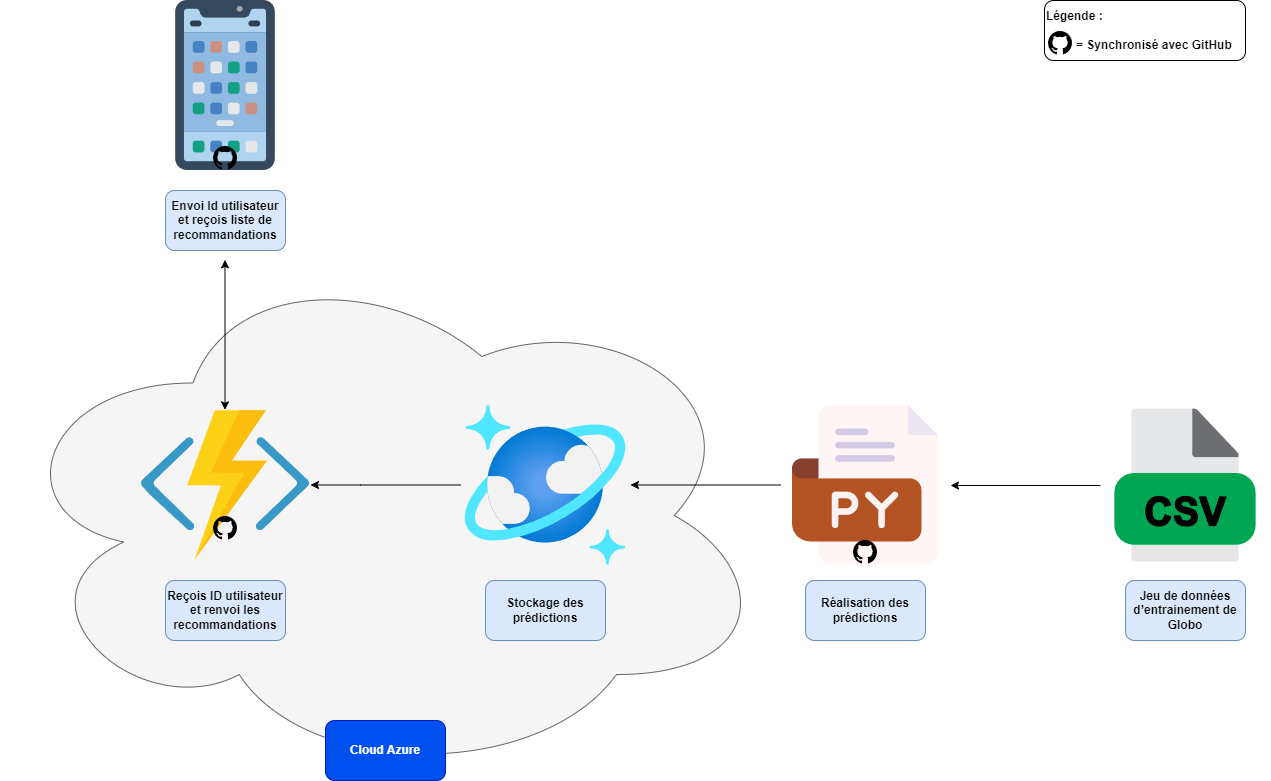 Légende :
= Synchronisé avec GitHub
Envoi Id utilisateur
et reçois liste de
recommandations
PY
CSV
Reçois ID utilisateur
et renvoi les
recommandations
Stockage des
prédictions
Réalisation des
prédictions
Jeu de données
d'entrainement de
Globo
Cloud Azure